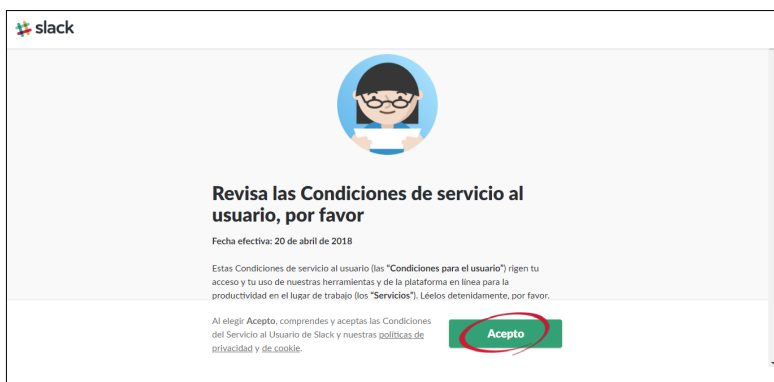 slack
Revisa las Condiciones de servicio al
usuario, por favor
Fecha efectiva: 20 de abril de 2018
Estas Condiciones de servicio al usuario (las "Condiciones para el usuario") rigen tu
acceso y tu uso de nuestras herramientas y de la plataforma en línea para la
productividad en el lugar de trabajo (los "Servicios"). Léelos detenidamente, por favor.
Al elegir Acepto, comprendes y aceptas las Condiciones
del Servicio al Usuario de Slack y nuestras políticas de
privacidad y de cookie.
Acepto